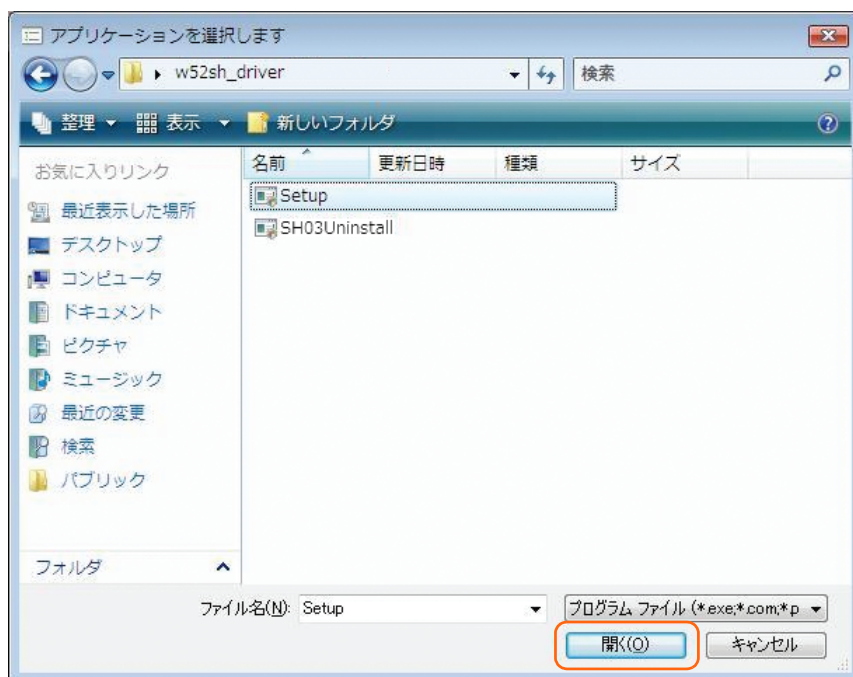 アプリケーションを選択します
w52sh_driver
検索
整理 表示 新しいフォルダ
お気に入りリンク
最近表示した場所
デスクトップ
コンピュータ
ドキュメント
ピクチャ
ミュージック
最近の変更
検索
パブリック
フォルダ
名前 更新日時 種類 サイズ
Setup
SH03Uninstall
ファイル名(N): Setup
プログラム ファイル (*.exe;*.com;*.p
開く(O) キャンセル